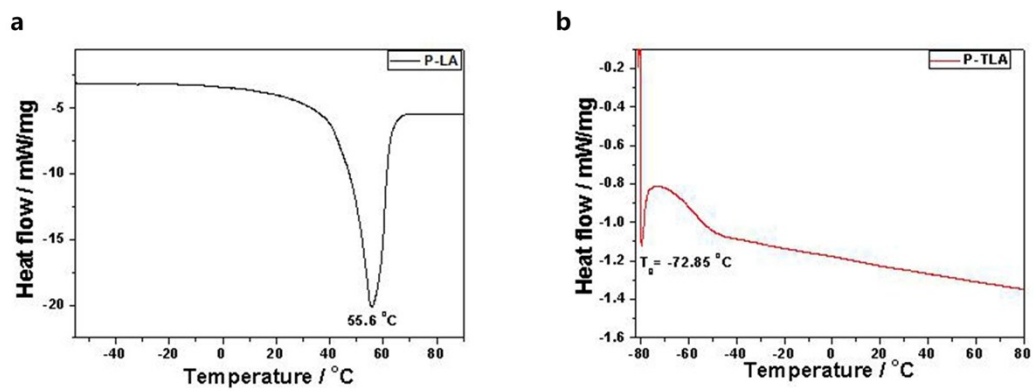 a
P-LA
Heat flow / mW/mg
-5
-10
-15
-20
55.6 °C
-40
-20
0
20
40
60
80
Temperature / °C
b
P-TLA
Heat flow / mW/mg
-0.2
-0.4
-0.6
-0.8
-1.0
-1.2
-1.4
-1.6
Tg = -72.85 °C
-80
-60
-40
-20
0
20
40
60
80
Temperature / °C